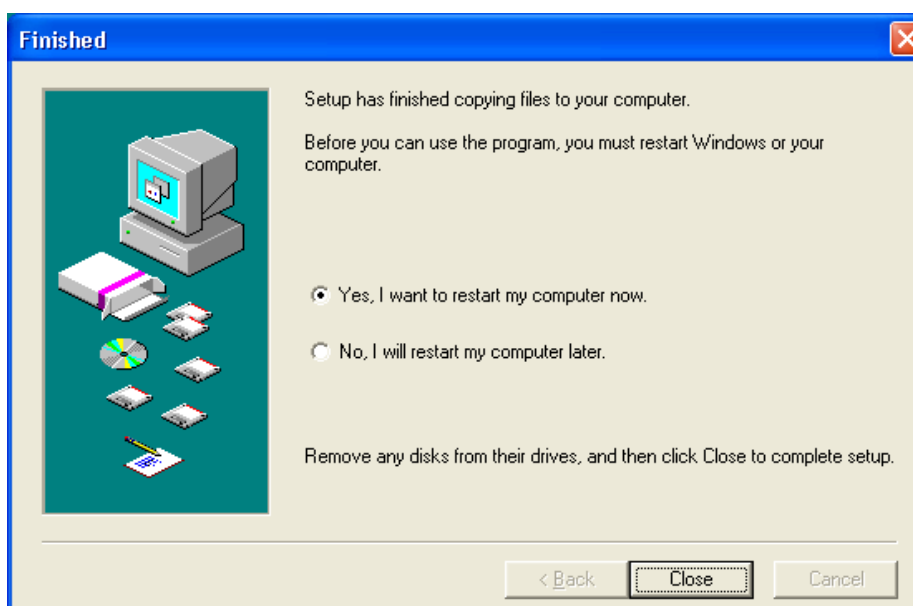 Finished
Setup has finished copying files to your computer.
Before you can use the program, you must restart Windows or your
computer.
Yes, I want to restart my computer now.
No, I will restart my computer later.
Remove any disks from their drives, and then click Close to complete setup.
< Back
Close
Cancel